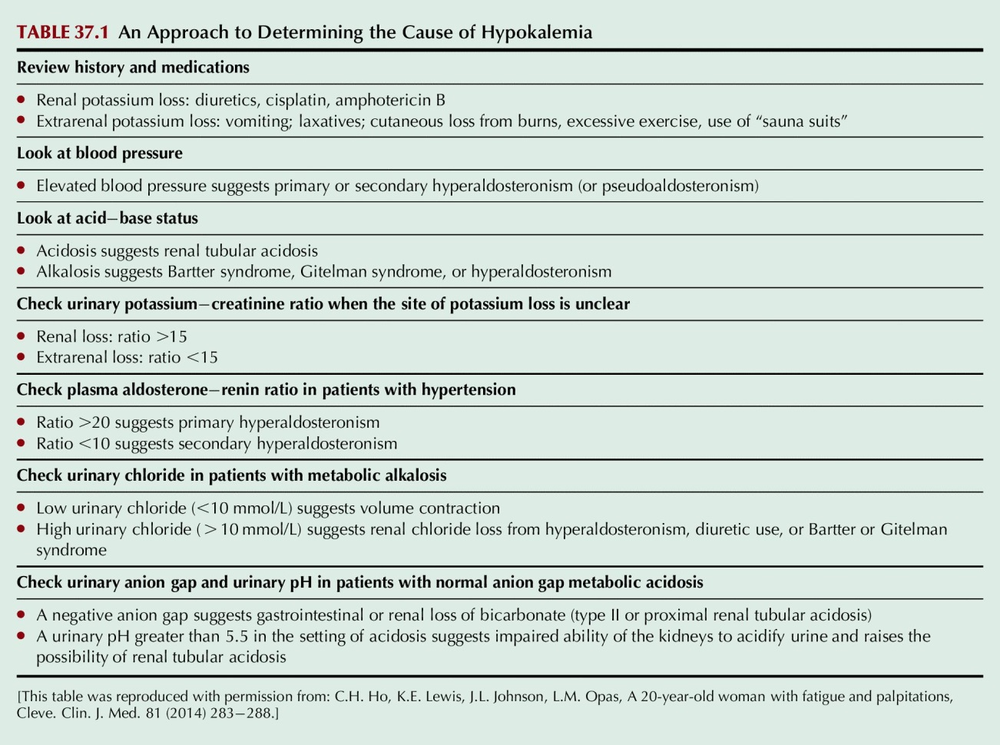 TABLE 37.1 An Approach to Determining the Cause of Hypokalemia
Review history and medications
• Renal potassium loss: diuretics, cisplatin, amphotericin B
• Extrarenal potassium loss: vomiting; laxatives; cutaneous loss from burns, excessive exercise, use of “sauna suits”
Look at blood pressure
• Elevated blood pressure suggests primary or secondary hyperaldosteronism (or pseudoaldosteronism)
Look at acid−base status
• Acidosis suggests renal tubular acidosis
• Alkalosis suggests Bartter syndrome, Gitelman syndrome, or hyperaldosteronism
Check urinary potassium−creatinine ratio when the site of potassium loss is unclear
• Renal loss: ratio >15
• Extrarenal loss: ratio <15
Check plasma aldosterone−renin ratio in patients with hypertension
• Ratio >20 suggests primary hyperaldosteronism
• Ratio <10 suggests secondary hyperaldosteronism
Check urinary chloride in patients with metabolic alkalosis
• Low urinary chloride (<10 mmol/L) suggests volume contraction
• High urinary chloride (>10 mmol/L) suggests renal chloride loss from hyperaldosteronism, diuretic use, or Bartter or Gitelman
syndrome
Check urinary anion gap and urinary pH in patients with normal anion gap metabolic acidosis
• A negative anion gap suggests gastrointestinal or renal loss of bicarbonate (type II or proximal renal tubular acidosis)
• A urinary pH greater than 5.5 in the setting of acidosis suggests impaired ability of the kidneys to acidify urine and raises the
possibility of renal tubular acidosis
[This table was reproduced with permission from: C.H. Ho, K.E. Lewis, J.L. Johnson, L.M. Opas, A 20-year-old woman with fatigue and palpitations,
Cleve. Clin. J. Med. 81 (2014) 283−288.]